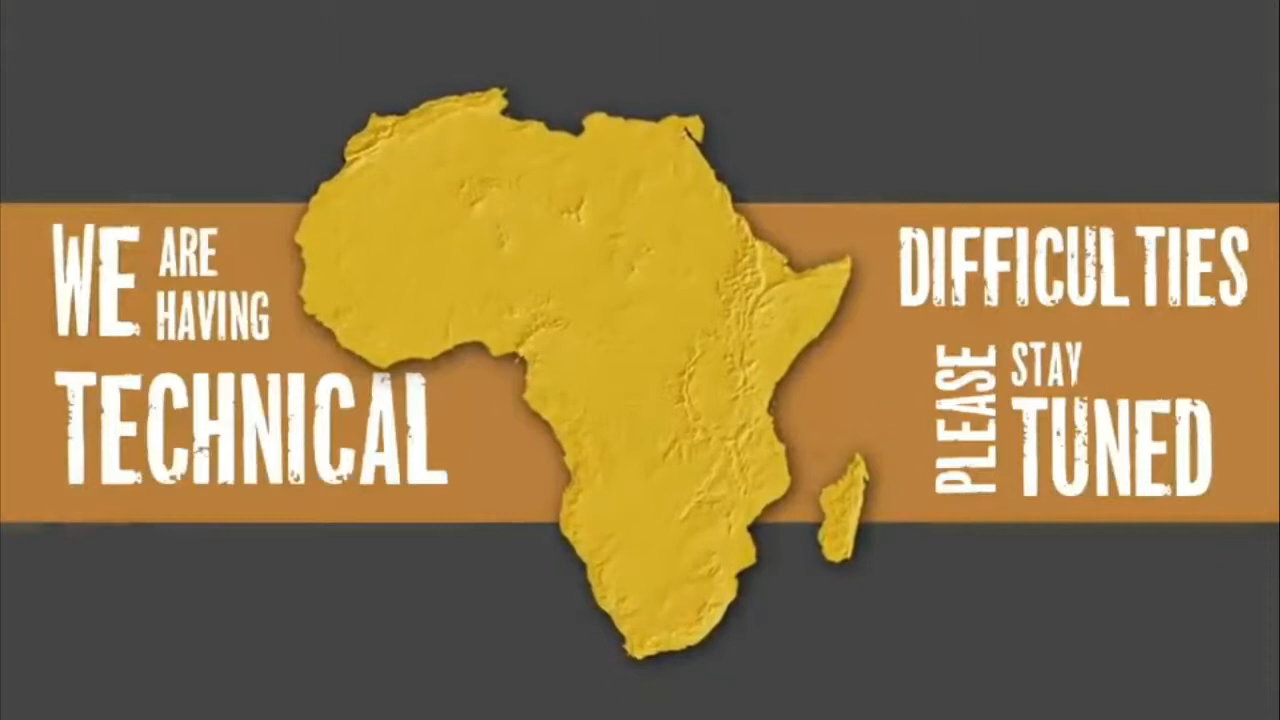 WE ARE
HAVING
TECHNICAL
DIFFICULTIES
PLEASE
STAY
TUNED